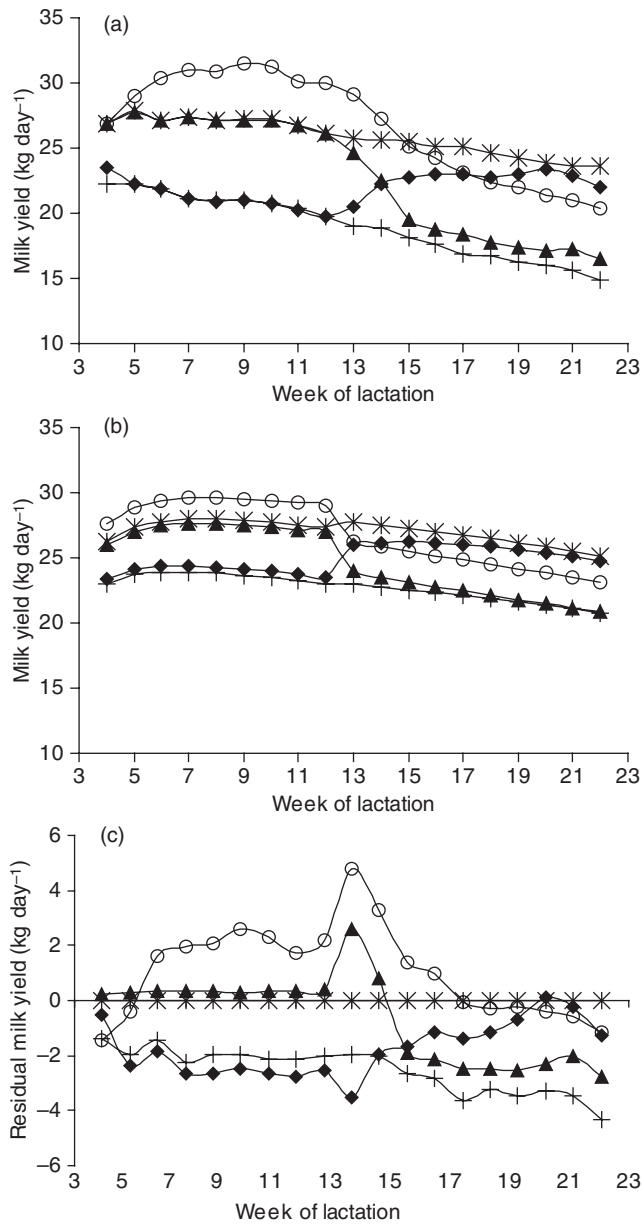 (a)
35
30
25
20
15
10
Milk yield (kg day⁻¹)
3 5 7 9 11 13 15 17 19 21 23
Week of lactation
(b)
35
30
25
20
15
10
Milk yield (kg day⁻¹)
3 5 7 9 11 13 15 17 19 21 23
Week of lactation
(c)
6
4
2
0
−2
−4
−6
Residual milk yield (kg day⁻¹)
3 5 7 9 11 13 15 17 19 21 23
Week of lactation